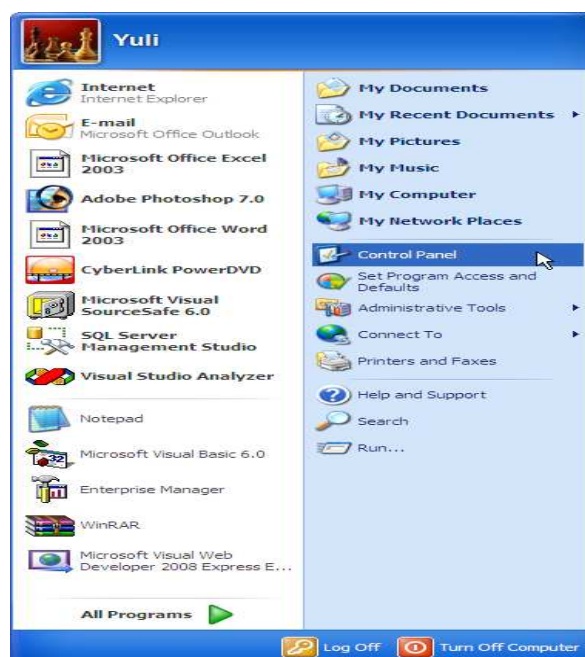 Yuli
Internet
Internet Explorer
E-mail
Microsoft Office Outlook
Microsoft Office Excel
2003
Adobe Photoshop 7.0
Microsoft Office Word
2003
CyberLink PowerDVD
Microsoft Visual
SourceSafe 6.0
SQL Server
Management Studio
Visual Studio Analyzer
Notepad
Microsoft Visual Basic 6.0
Enterprise Manager
WinRAR
Microsoft Visual Web
Developer 2008 Express E...
All Programs
My Documents
My Recent Documents
My Pictures
My Music
My Computer
My Network Places
Control Panel
Set Program Access and
Defaults
Administrative Tools
Connect To
Printers and Faxes
Help and Support
Search
Run...
Log Off
Turn Off Computer